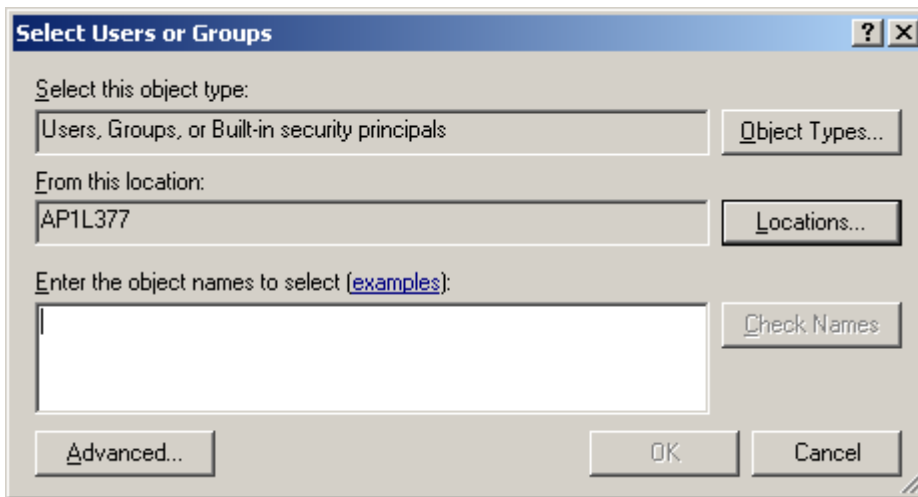 Select Users or Groups
Select this object type:
Users, Groups, or Built-in security principals
Object Types...
From this location:
AP1L377
Locations...
Enter the object names to select (examples):
Check Names
Advanced...
OK
Cancel